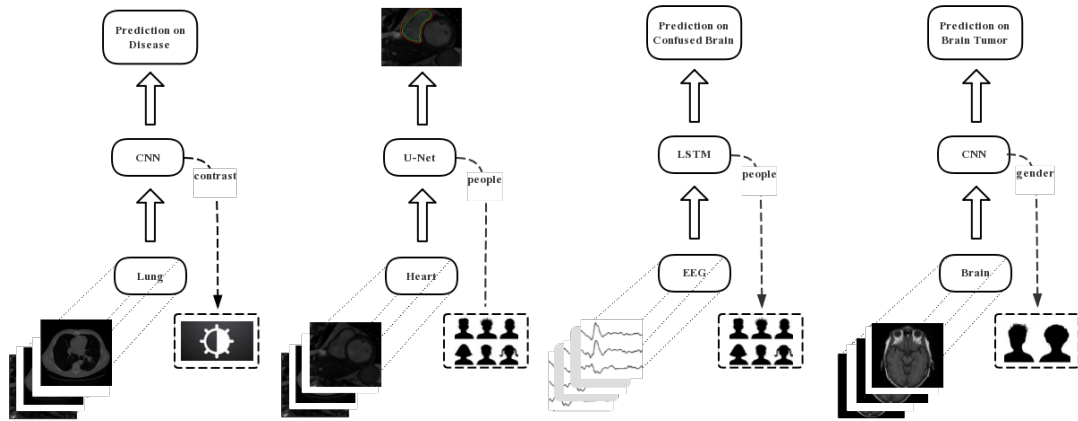 Prediction on
Disease
CNN
contrast
Lung
U-Net
people
Heart
Prediction on
Confused Brain
LSTM
people
EEG
Prediction on
Brain Tumor
CNN
gender
Brain